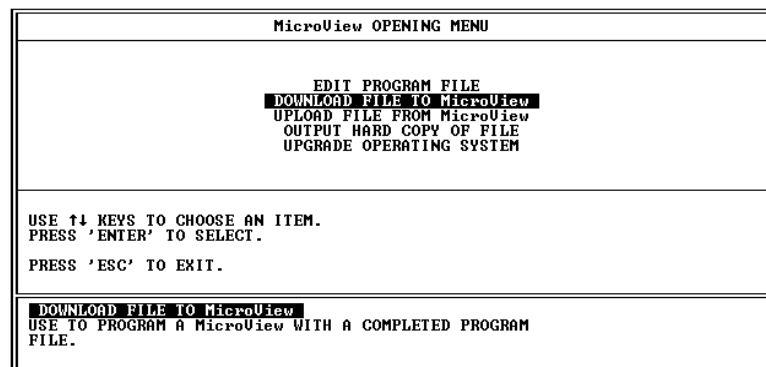 MicroView OPENING MENU
EDIT PROGRAM FILE
DOWNLOAD FILE TO MicroView
UPLOAD FILE FROM MicroView
OUTPUT HARD COPY OF FILE
UPGRADE OPERATING SYSTEM
USE ↑↓ KEYS TO CHOOSE AN ITEM.
PRESS 'ENTER' TO SELECT.
PRESS 'ESC' TO EXIT.
DOWNLOAD FILE TO MicroView
USE TO PROGRAM A MicroView WITH A COMPLETED PROGRAM
FILE.